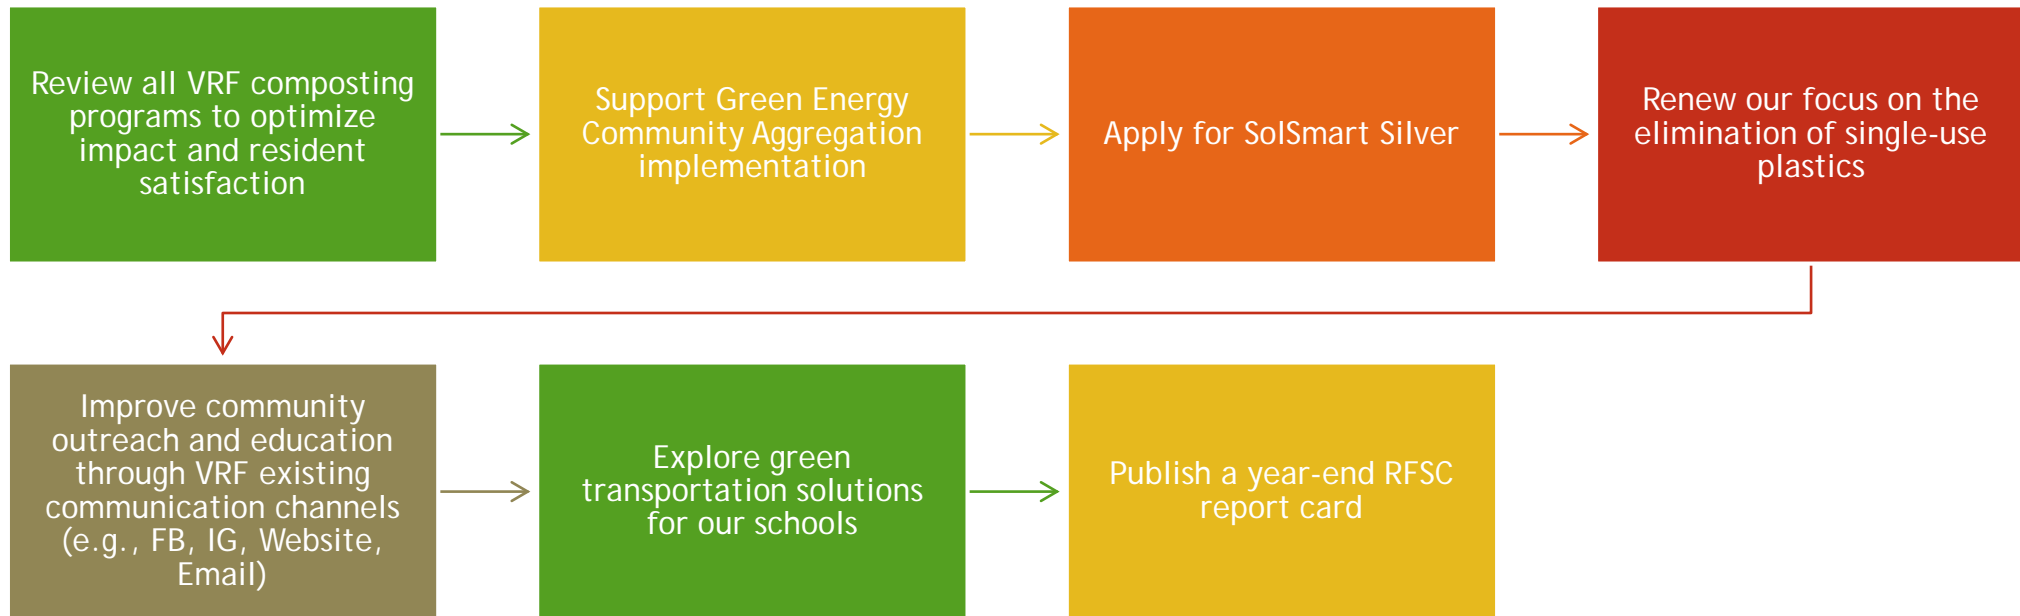 Review all VRF composting
programs to optimize
impact and resident
satisfaction
Support Green Energy
Community Aggregation
implementation
Apply for SolSmart Silver
Renew our focus on the
elimination of single-use
plastics
Improve community
outreach and education
through VRF existing
communication channels
(e.g., FB, IG, Website,
Email)
Explore green
transportation solutions
for our schools
Publish a year-end RFSC
report card